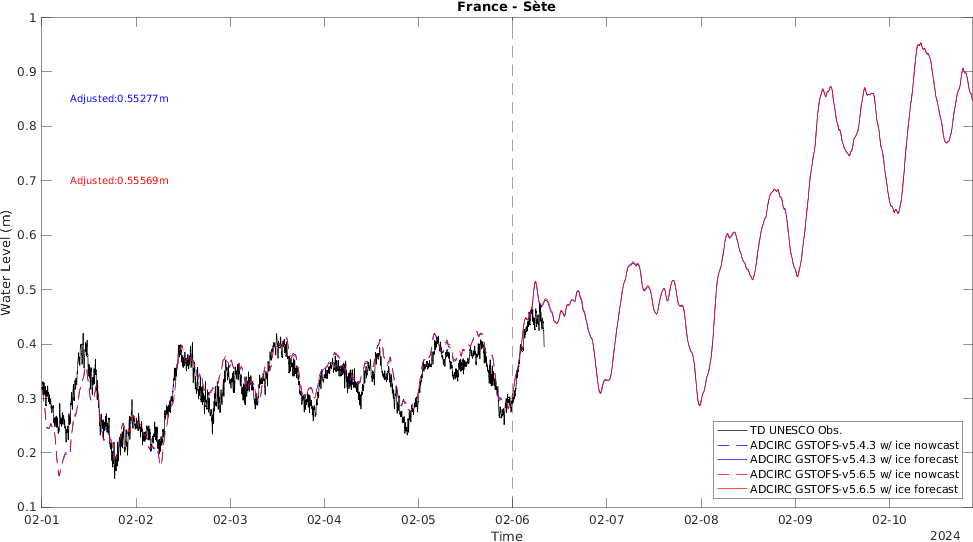 France - Sète
Water Level (m)
1
0.9
0.8
0.7
0.6
0.5
0.4
0.3
0.2
0.1
Adjusted:0.55277m
Adjusted:0.55569m
TD UNESCO Obs.
ADCIRC GSTOFS-v5.4.3 w/ ice nowcast
ADCIRC GSTOFS-v5.4.3 w/ ice forecast
ADCIRC GSTOFS-v5.6.5 w/ ice nowcast
ADCIRC GSTOFS-v5.6.5 w/ ice forecast
02-01 02-02 02-03 02-04 02-05 02-06 02-07 02-08 02-09 02-10
Time
2024